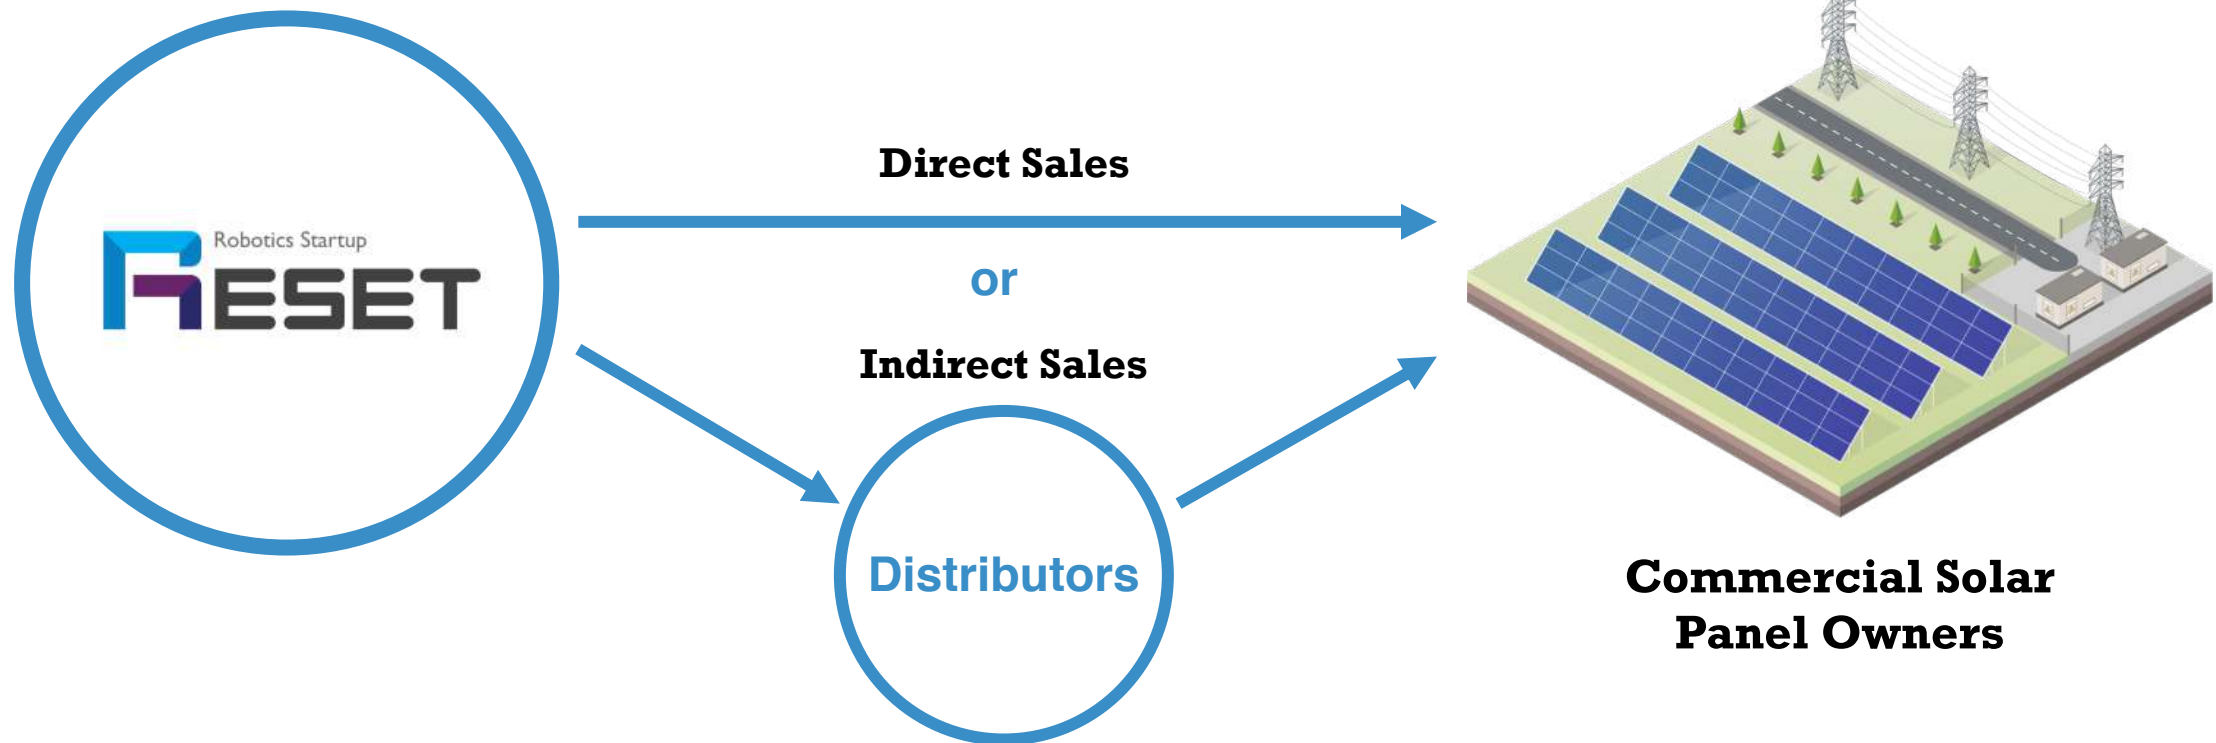 Robotics Startup
RESET
Direct Sales
or
Indirect Sales
Distributors
Commercial Solar
Panel Owners